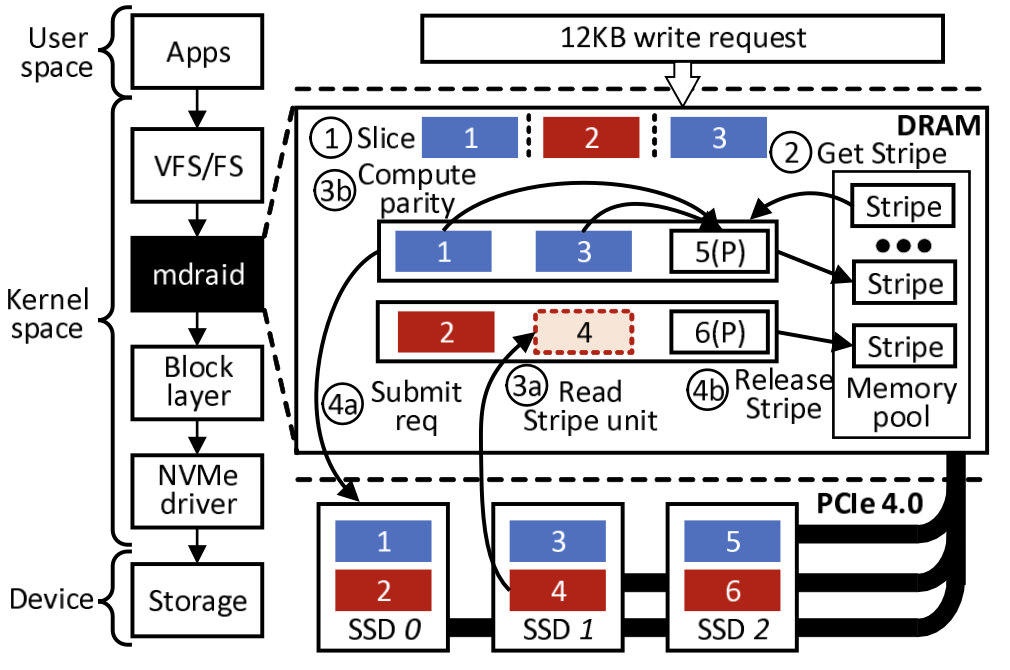 User
space
Apps
Kernel
space
VFS/FS
mdraid
Block
layer
NVMe
driver
Device
Storage
12KB write request
DRAM
1 Slice 1 2 3
2 Get Stripe
3b Compute
parity
1 3 5(P)
2 4 6(P)
Stripe
Stripe
Stripe
Memory
pool
4a Submit
req
3a Read
Stripe unit
4b Release
Stripe
PCIe 4.0
1 3 5
2 4 6
SSD 0 SSD 1 SSD 2